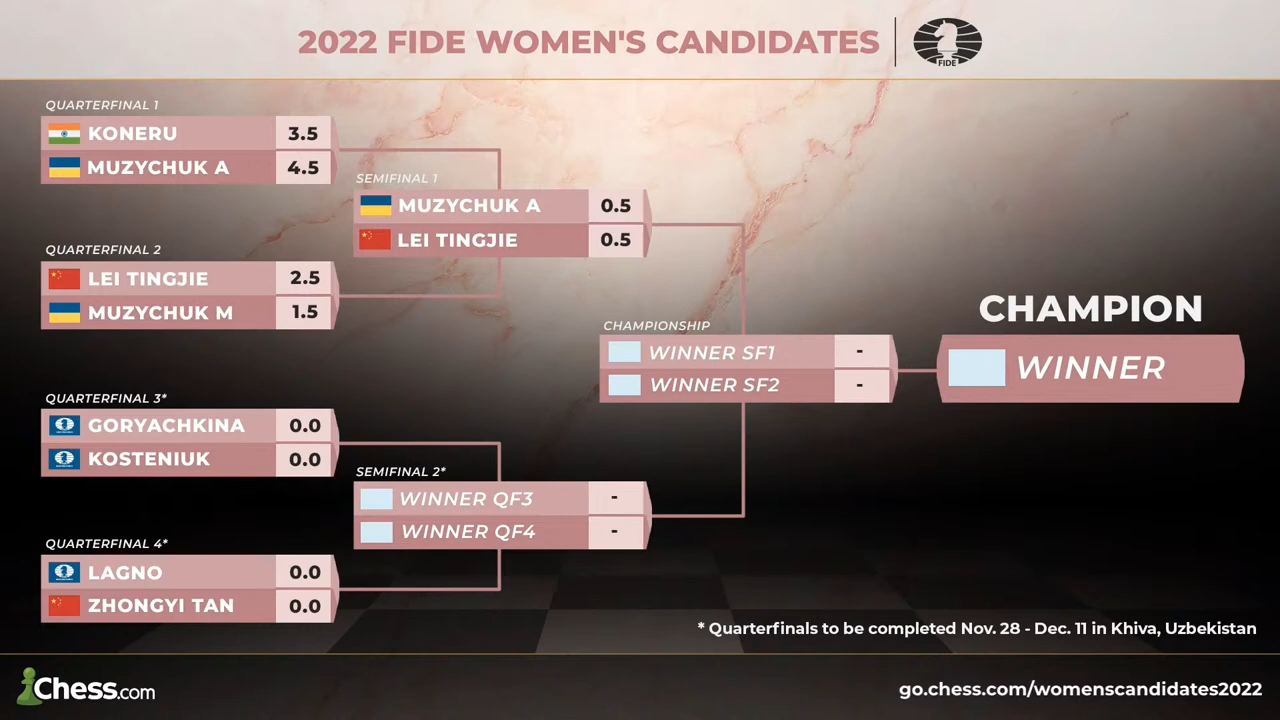 2022 FIDE WOMEN'S CANDIDATES
FIDE
QUARTERFINAL 1
KONERU 3.5
MUZYCHUK A 4.5
SEMIFINAL 1
MUZYCHUK A 0.5
LEI TINGJIE 0.5
QUARTERFINAL 2
LEI TINGJIE 2.5
MUZYCHUK M 1.5
CHAMPIONSHIP
WINNER SF1 -
WINNER SF2 -
CHAMPION
WINNER
QUARTERFINAL 3*
GORYACHKINA 0.0
KOSTENIUK 0.0
SEMIFINAL 2*
WINNER QF3 -
WINNER QF4 -
QUARTERFINAL 4*
LAGNO 0.0
ZHONGYI TAN 0.0
* Quarterfinals to be completed Nov. 28 - Dec. 11 in Khiva, Uzbekistan
Chess.com
go.chess.com/womenscandidates2022